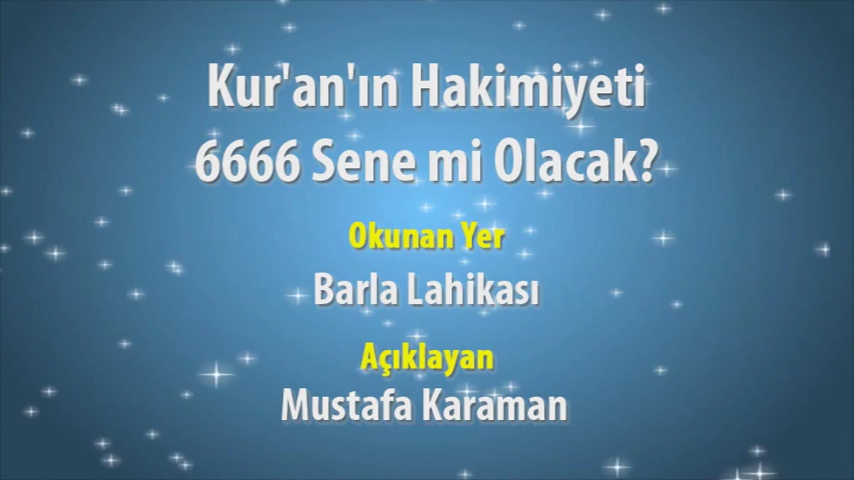 Kur'an'ın Hakimiyeti
6666 Sene mi Olacak?
Okunan Yer
Barla Lahikası
Açıklayan
Mustafa Karaman